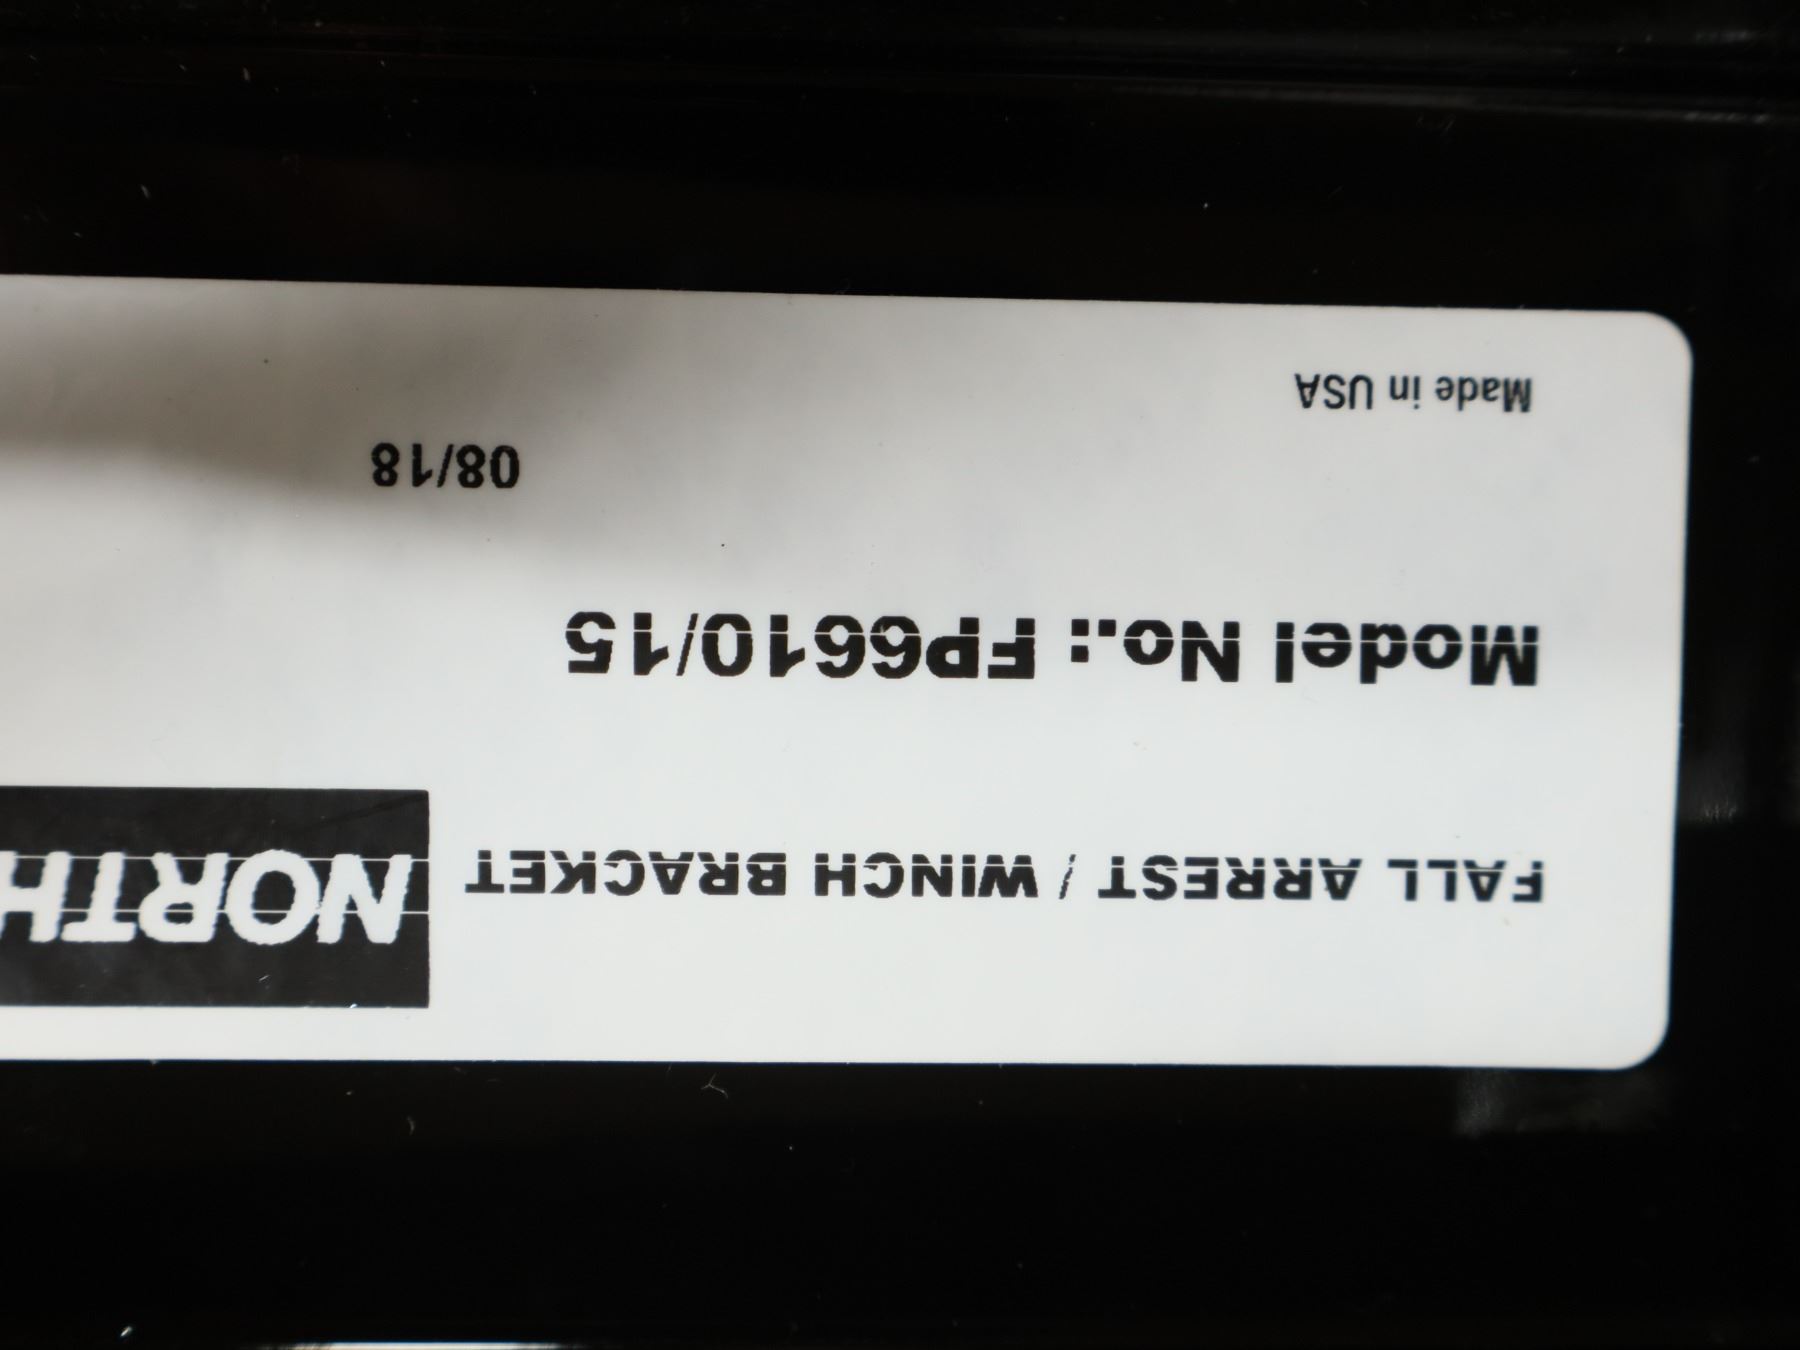 FALL ARREST / WINCH BRACKET NORTH
Model No.: FP6610/15
08/18
Made in USA